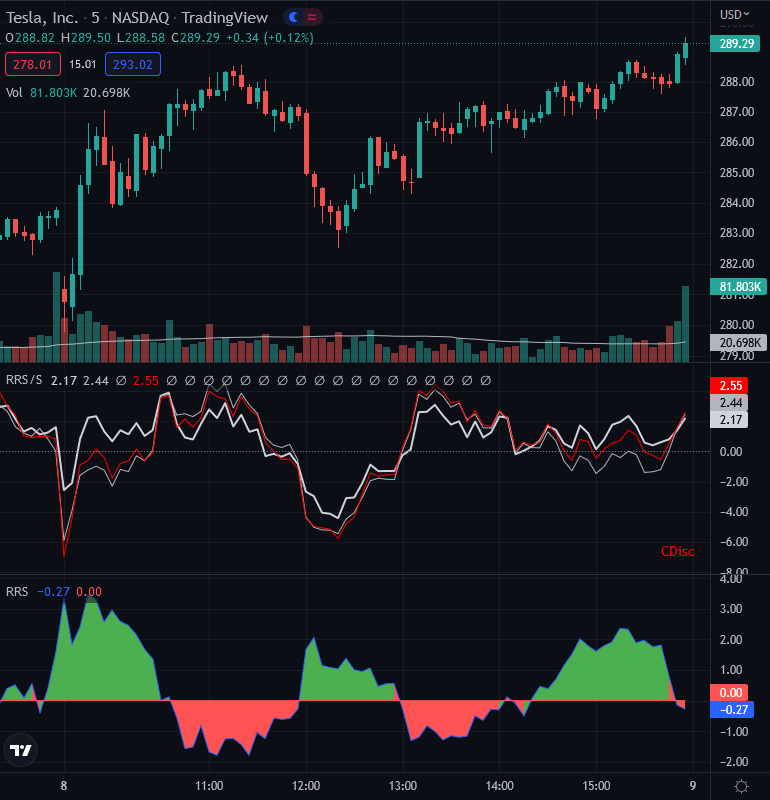 Tesla, Inc. · 5 · NASDAQ · TradingView
USD
O288.82 H289.50 L288.58 C289.29 +0.34 (+0.12%)
289.29
278.01 15.01 293.02
Vol 81.803K 20.698K
288.00
287.00
286.00
285.00
284.00
283.00
282.00
81.803K
281.00
280.00
20.698K
279.00
RRS/S 2.17 2.44 ∅ 2.55 ∅ ∅ ∅ ∅ ∅ ∅ ∅ ∅ ∅ ∅ ∅ ∅ ∅ ∅ ∅ ∅ ∅ ∅
2.55
2.44
2.17
0.00
−2.00
−4.00
−6.00
CDisc
−8.00
4.00
RRS −0.27 0.00
3.00
2.00
1.00
0.00
−0.27
−1.00
−2.00
8 11:00 12:00 13:00 14:00 15:00 9